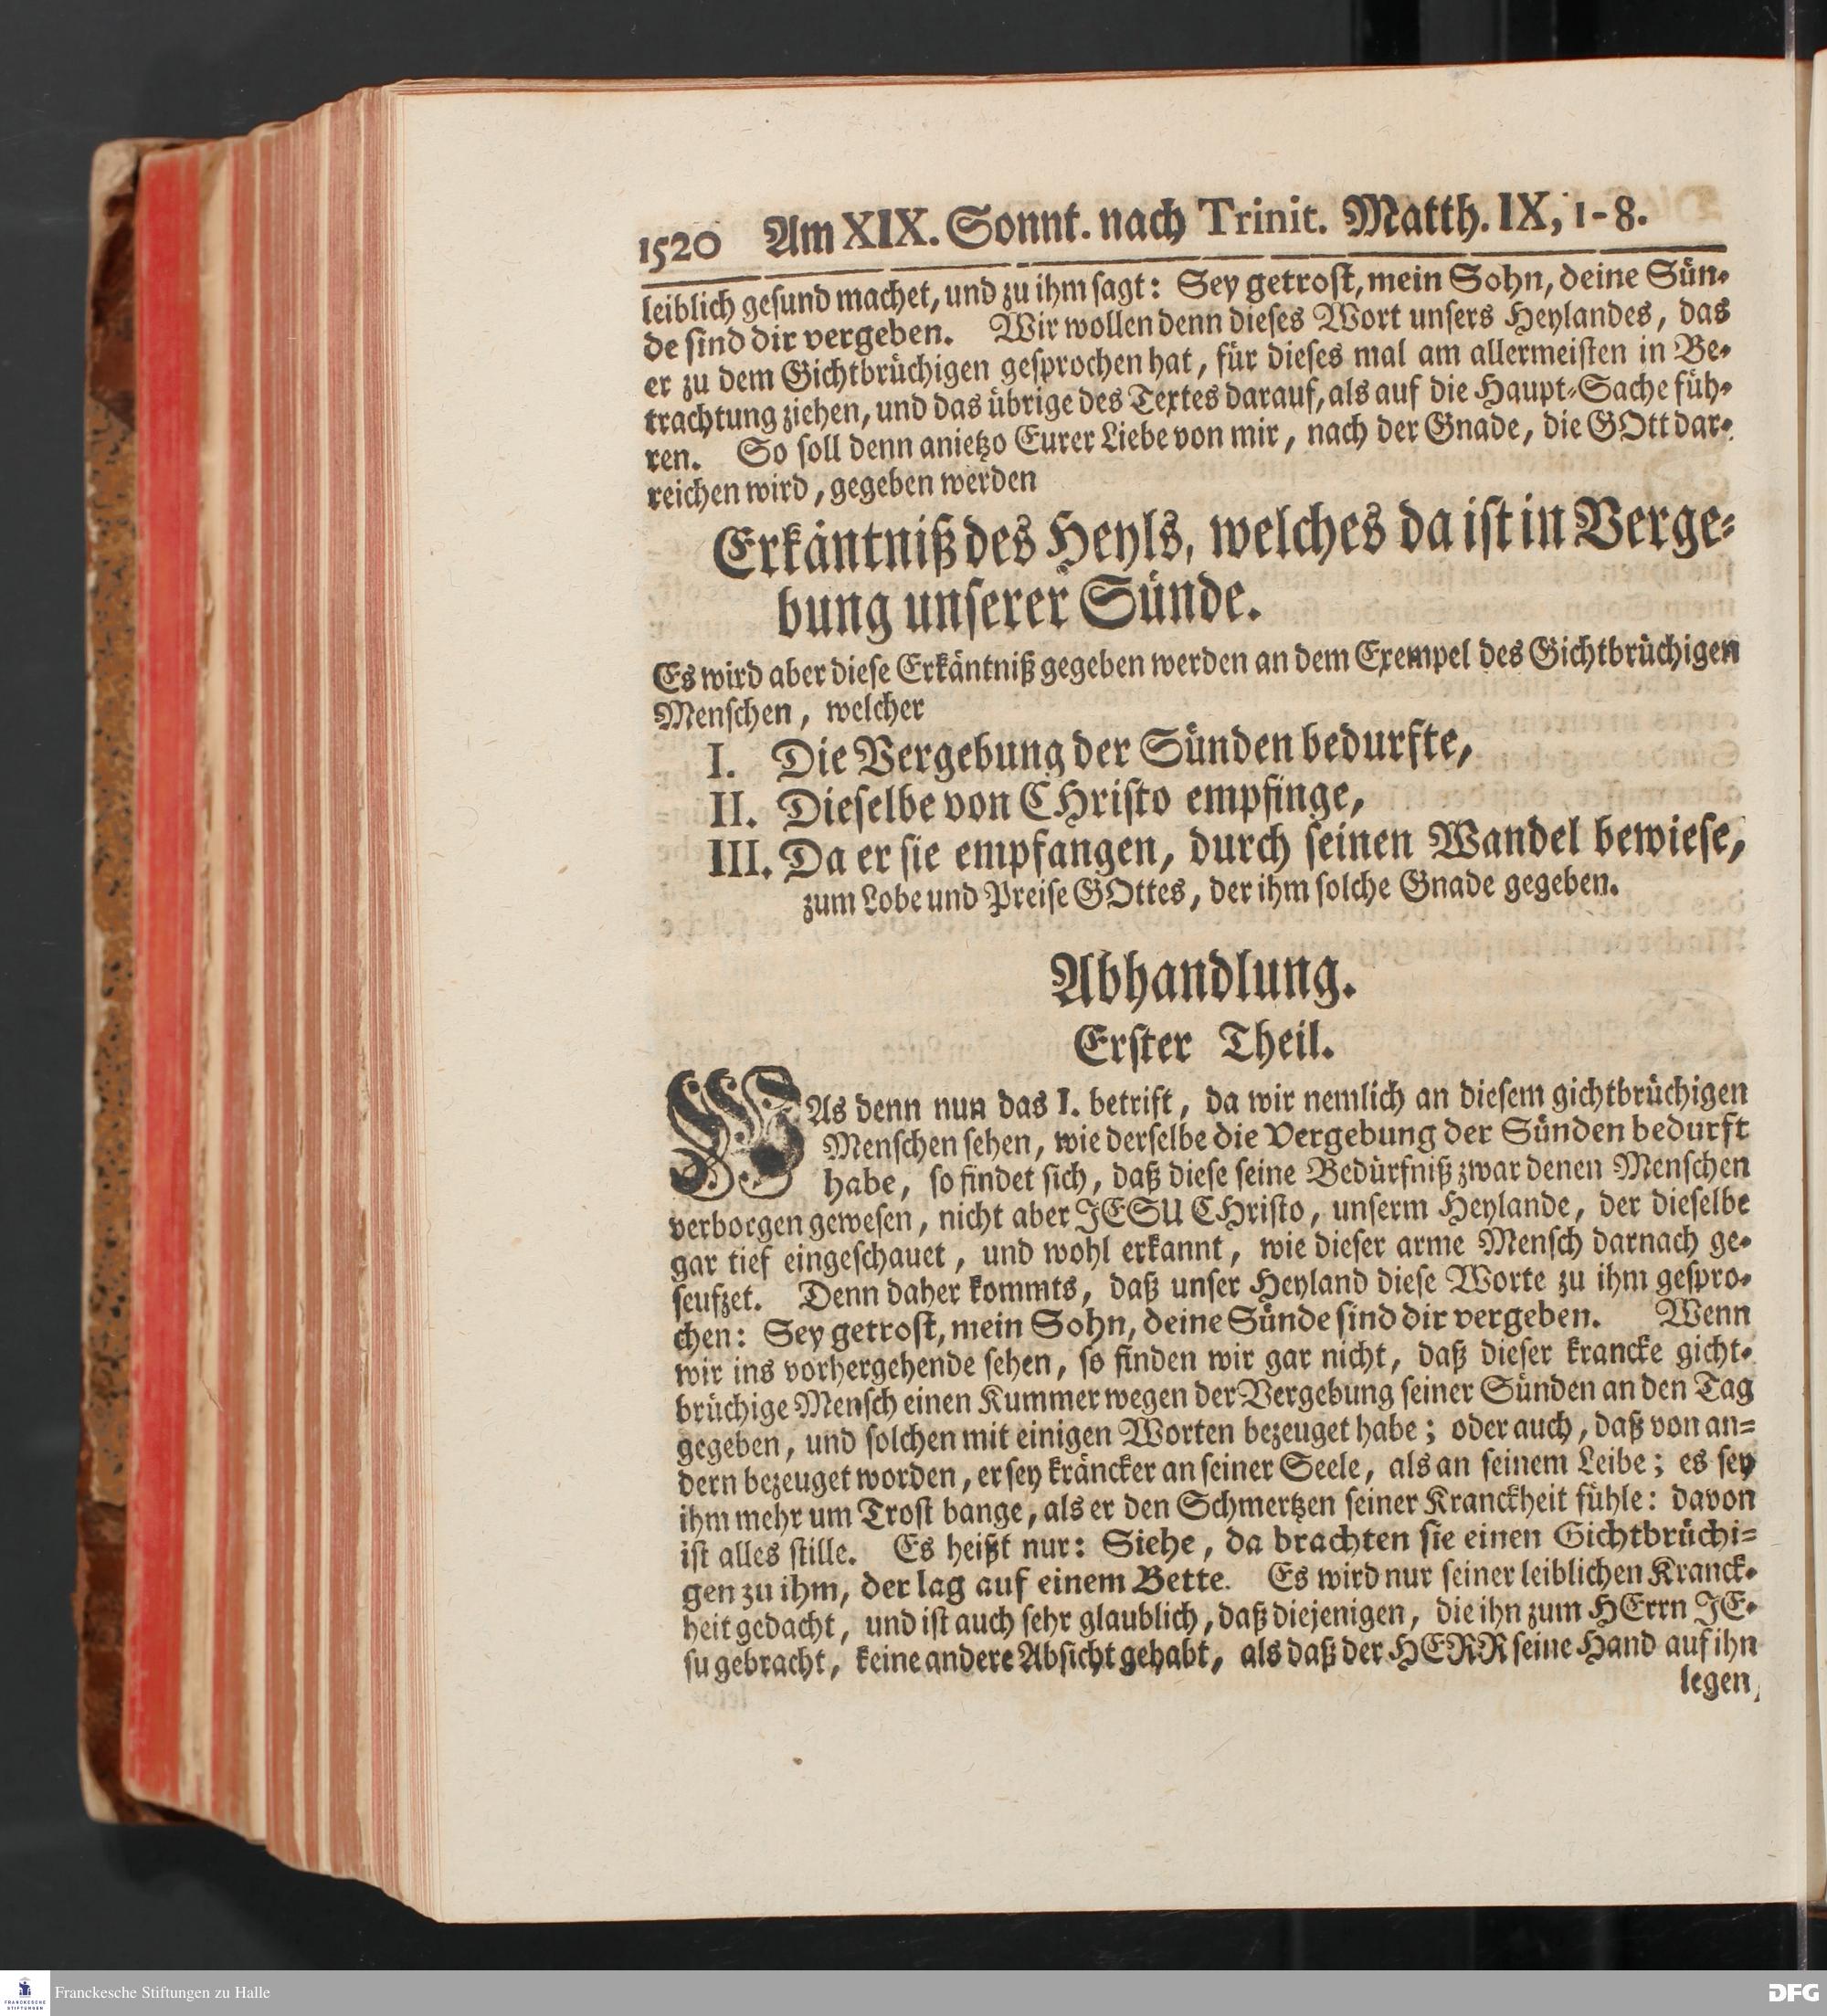 1520 Am XIX. Sonnt. nach Trinit. Matth. IX, 1-8.
leiblich gesund machet, und zu ihm sagt: Sey getrost, mein Sohn, deine Sün-
de sind dir vergeben. Wir wollen denn dieses Wort unsers Heylandes, das
er zu dem Gichtbrüchigen gesprochen hat, für dieses mal am allermeisten in Be-
trachtung ziehen, und das übrige des Textes darauf, als auf die Haupt-Sache füh-
ren. So soll denn anietzo Eurer Liebe von mir, nach der Gnade, die GOtt dar-
reichen wird, gegeben werden
Erkäntniß des Heyls, welches da ist in Verge-
bung unserer Sünde.
Es wird aber diese Erkäntniß gegeben werden an dem Exempel des Gichtbrüchigen
Menschen, welcher
I. Die Vergebung der Sünden bedurfte,
II. Dieselbe von CHristo empfinge,
III. Da er sie empfangen, durch seinen Wandel bewiese,
zum Lobe und Preise GOttes, der ihm solche Gnade gegeben.
Abhandlung.
Erster Theil.
WAs denn nun das I. betrift, da wir nemlich an diesem gichtbrüchigen
Menschen sehen, wie derselbe die Vergebung der Sünden bedurft
habe, so findet sich, daß diese seine Bedürfniß zwar denen Menschen
verborgen gewesen, nicht aber JESU CHristo, unserm Heylande, der dieselbe
gar tief eingeschauet, und wohl erkannt, wie dieser arme Mensch darnach ge-
seufzet. Denn daher kommts, daß unser Heyland diese Worte zu ihm gespro-
chen: Sey getrost, mein Sohn, deine Sünde sind dir vergeben. Wenn
wir ins vorhergehende sehen, so finden wir gar nicht, daß dieser krancke gicht-
brüchige Mensch einen Kummer wegen der Vergebung seiner Sünden an den Tag
gegeben, und solchen mit einigen Worten bezeuget habe; oder auch, daß von an-
dern bezeuget worden, er sey kräncker an seiner Seele, als an seinem Leibe; es sey
ihm mehr um Trost bange, als er den Schmertzen seiner Kranckheit fühle: davon
ist alles stille. Es heißt nur: Siehe, da brachten sie einen Gichtbrüchi-
gen zu ihm, der lag auf einem Bette. Es wird nur seiner leiblichen Kranck-
heit gedacht, und ist auch sehr glaublich, daß diejenigen, die ihn zum HErrn JE-
su gebracht, keine andere Absicht gehabt, als daß der HERR seine Hand auf ihn
legen,
Franckesche Stiftungen zu Halle
DFG